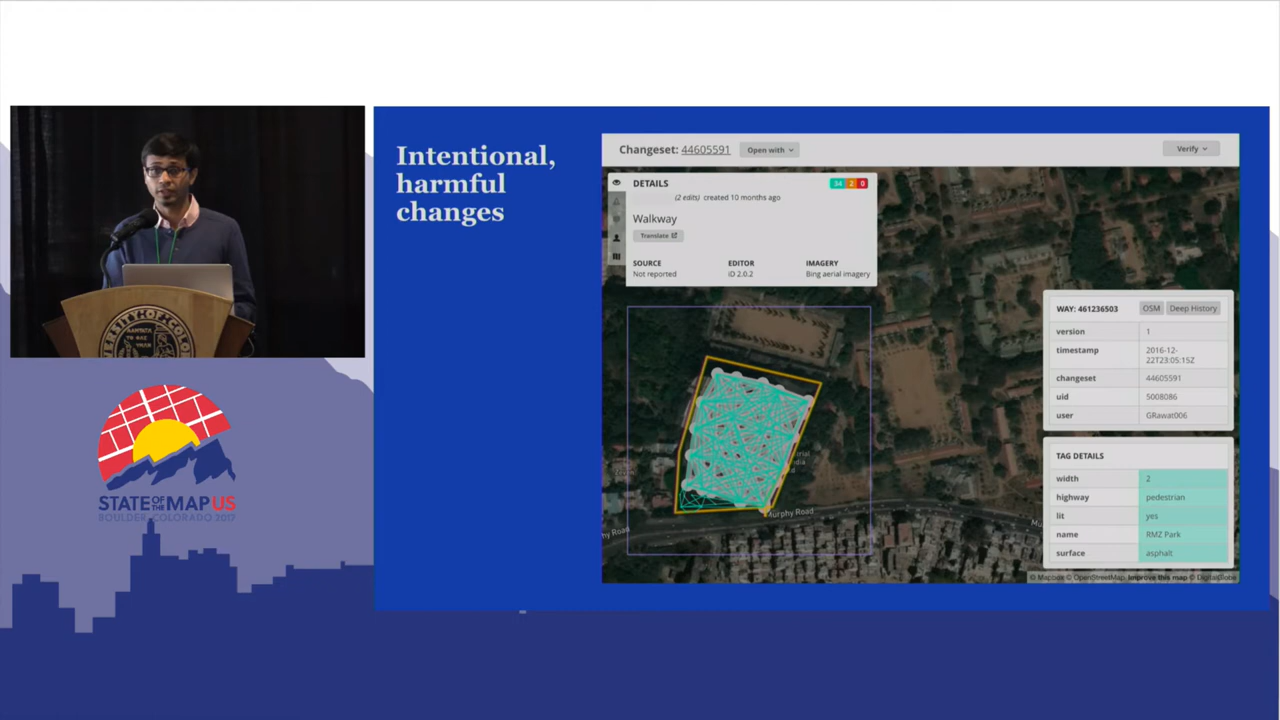 Intentional,
harmful
changes
Changeset: 44605591
Open with
Verify
DETAILS
34 2 0
(2 edits) created 10 months ago
Walkway
Translate
SOURCE
EDITOR
IMAGERY
Not reported
iD 2.0.2
Bing aerial imagery
WAY: 461236503
OSM
Deep History
version 1
timestamp 2016-12-
22T23:05:15Z
changeset 44605591
uid 5008086
user GRawat006
TAG DETAILS
width 2
highway pedestrian
lit yes
name RMZ Park
surface asphalt
Murphy Road
hy Road
Mu
© Mapbox © OpenStreetMap Improve this map © DigitalGlobe
STATE OF THE MAP US
BOULDER, COLORADO 2017